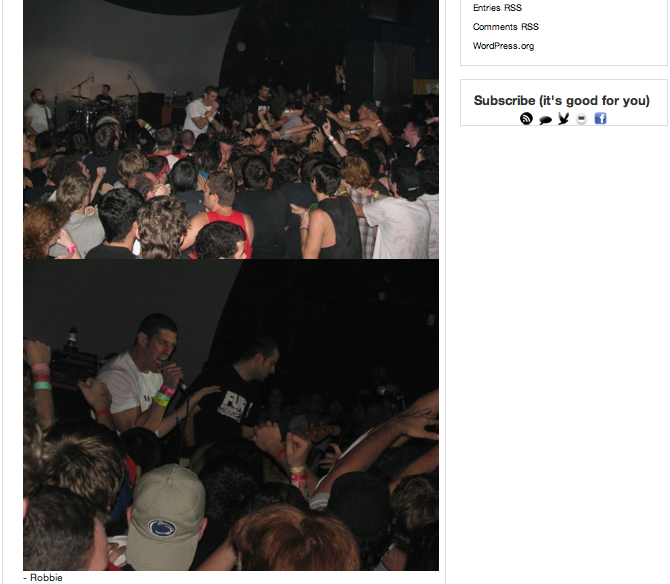 Entries RSS
Comments RSS
WordPress.org
Subscribe (it's good for you)
- Robbie